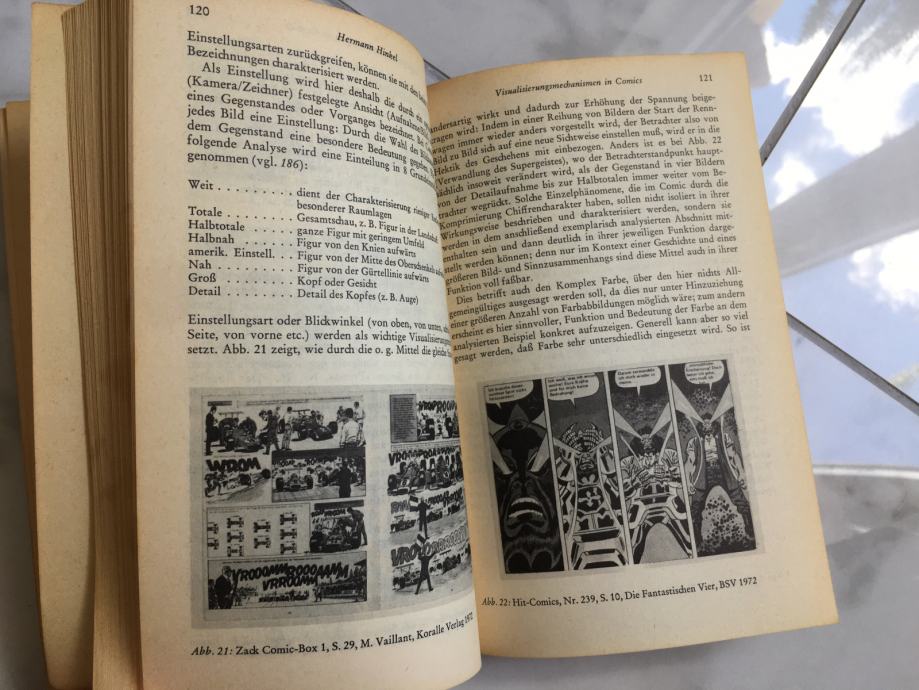 120
Hermann Hinkel
Einstellungsarten zurückgreifen, können sie mit den
Bezeichnungen charakterisiert werden.
Als Einstellung wird hier deshalb die durch ein
(Kamera/Zeichner) festgelegte Ansicht
eines Gegenstandes oder Vorganges bezeichnet,
jedes Bild eine Einstellung: Durch die Wahl der
dem Gegenstand eine besondere Bedeutung gegeben.
folgende Analyse wird eine Einteilung in 8
genommen (vgl. 186):
Weit . . . . . . . . . dient der Charakterisierung riesiger
besonderer Raumlagen
Totale . . . . . . . . Gesamtschau, z. B. Figur in der
Halbtotale . . . . . . ganze Figur mit geringem Umfeld
Halbnah . . . . . . . Figur von den Knien aufwärts
amerik. Einstell. . . . Figur von der Mitte des Oberschenkels
Nah . . . . . . . . . Figur von der Gürtellinie aufwärts
Groß . . . . . . . . . Kopf oder Gesicht
Detail . . . . . . . . Detail des Kopfes (z. B. Auge)
Einstellungsart oder Blickwinkel (von oben, von unten,
Seite, von vorne etc.) werden als wichtige
setzt. Abb. 21 zeigt, wie durch die o. g. Mittel die gleiche
WROM
VROOOMM ROOOAAAM
VRROOMM
Abb. 21: Zack Comic-Box 1, S. 29, M. Vaillant, Koralle Verlag 1972
Visualisierungsmechanismen in Comics
121
andersartig wirkt und dadurch zur Erhöhung der Spannung beige-
tragen wird: Indem in einer Reihung von Bildern der Start der Renn-
wagen immer wieder anders vorgestellt wird, der Betrachter also von
Bild zu Bild sich auf eine neue Sichtweise einstellen muß, wird er in die
Hektik des Geschehens mit einbezogen. Anders ist es bei Abb. 22
(Verwandlung des Supergeistes), wo der Betrachterstandpunkt haupt-
sächlich insoweit verändert wird, als der Gegenstand in vier Bildern
von der Detailaufnahme bis zur Halbtotalen immer weiter vom Be-
trachter wegrückt. Solche Einzelphänomene, die im Comic durch die
Komprimierung Chiffrencharakter haben, sollen nicht isoliert in ihrer
Wirkungsweise beschrieben und charakterisiert werden, sondern sie
werden in dem anschließend exemplarisch analysierten Abschnitt mit-
enthalten sein und dann deutlich in ihrer jeweiligen Funktion darge-
stellt werden können; denn nur im Kontext einer Geschichte und eines
größeren Bild- und Sinnzusammenhangs sind diese Mittel auch in ihrer
Funktion voll faßbar.
Dies betrifft auch den Komplex Farbe, über den hier nichts All-
gemeingültiges ausgesagt werden soll, da dies nur unter Hinzuziehung
einer größeren Anzahl von Farbabbildungen möglich wäre; zum andern
erscheint es hier sinnvoller, Funktion und Bedeutung der Farbe an dem
analysierten Beispiel konkret aufzuzeigen. Generell kann aber so viel
gesagt werden, daß Farbe sehr unterschiedlich eingesetzt wird. So ist
Abb. 22: Hit-Comics, Nr. 239, S. 10, Die Fantastischen Vier, BSV 1972